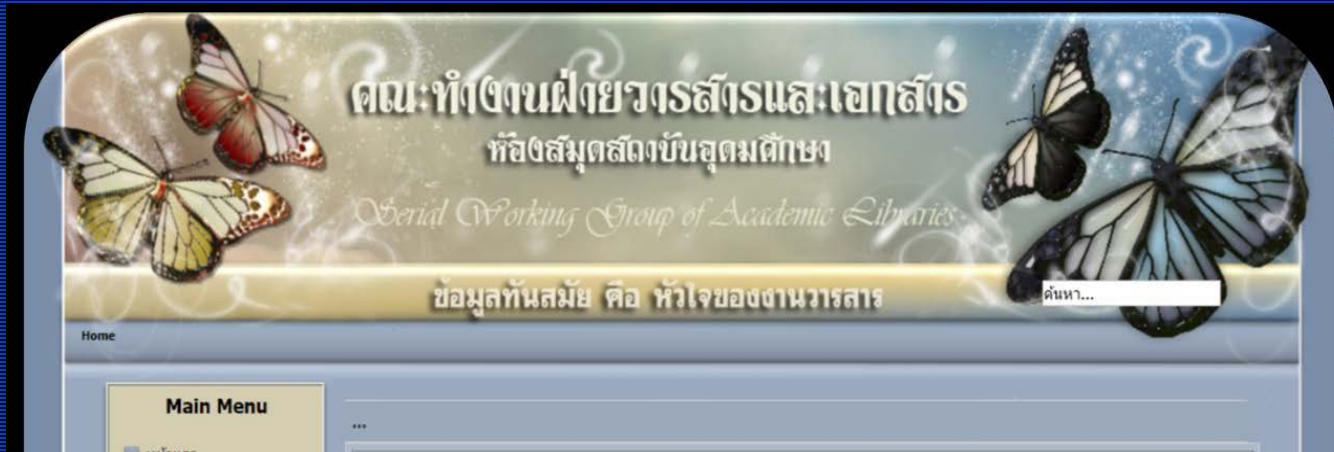 คณะทำงานฝ่ายวารสารและเอกสาร
ห้องสมุดสถาบันอุดมศึกษา
Serial Working Group of Academic Libraries
ข้อมูลทันสมัย คือ หัวใจของงานวารสาร
ค้นหา...
Home
Main Menu
...